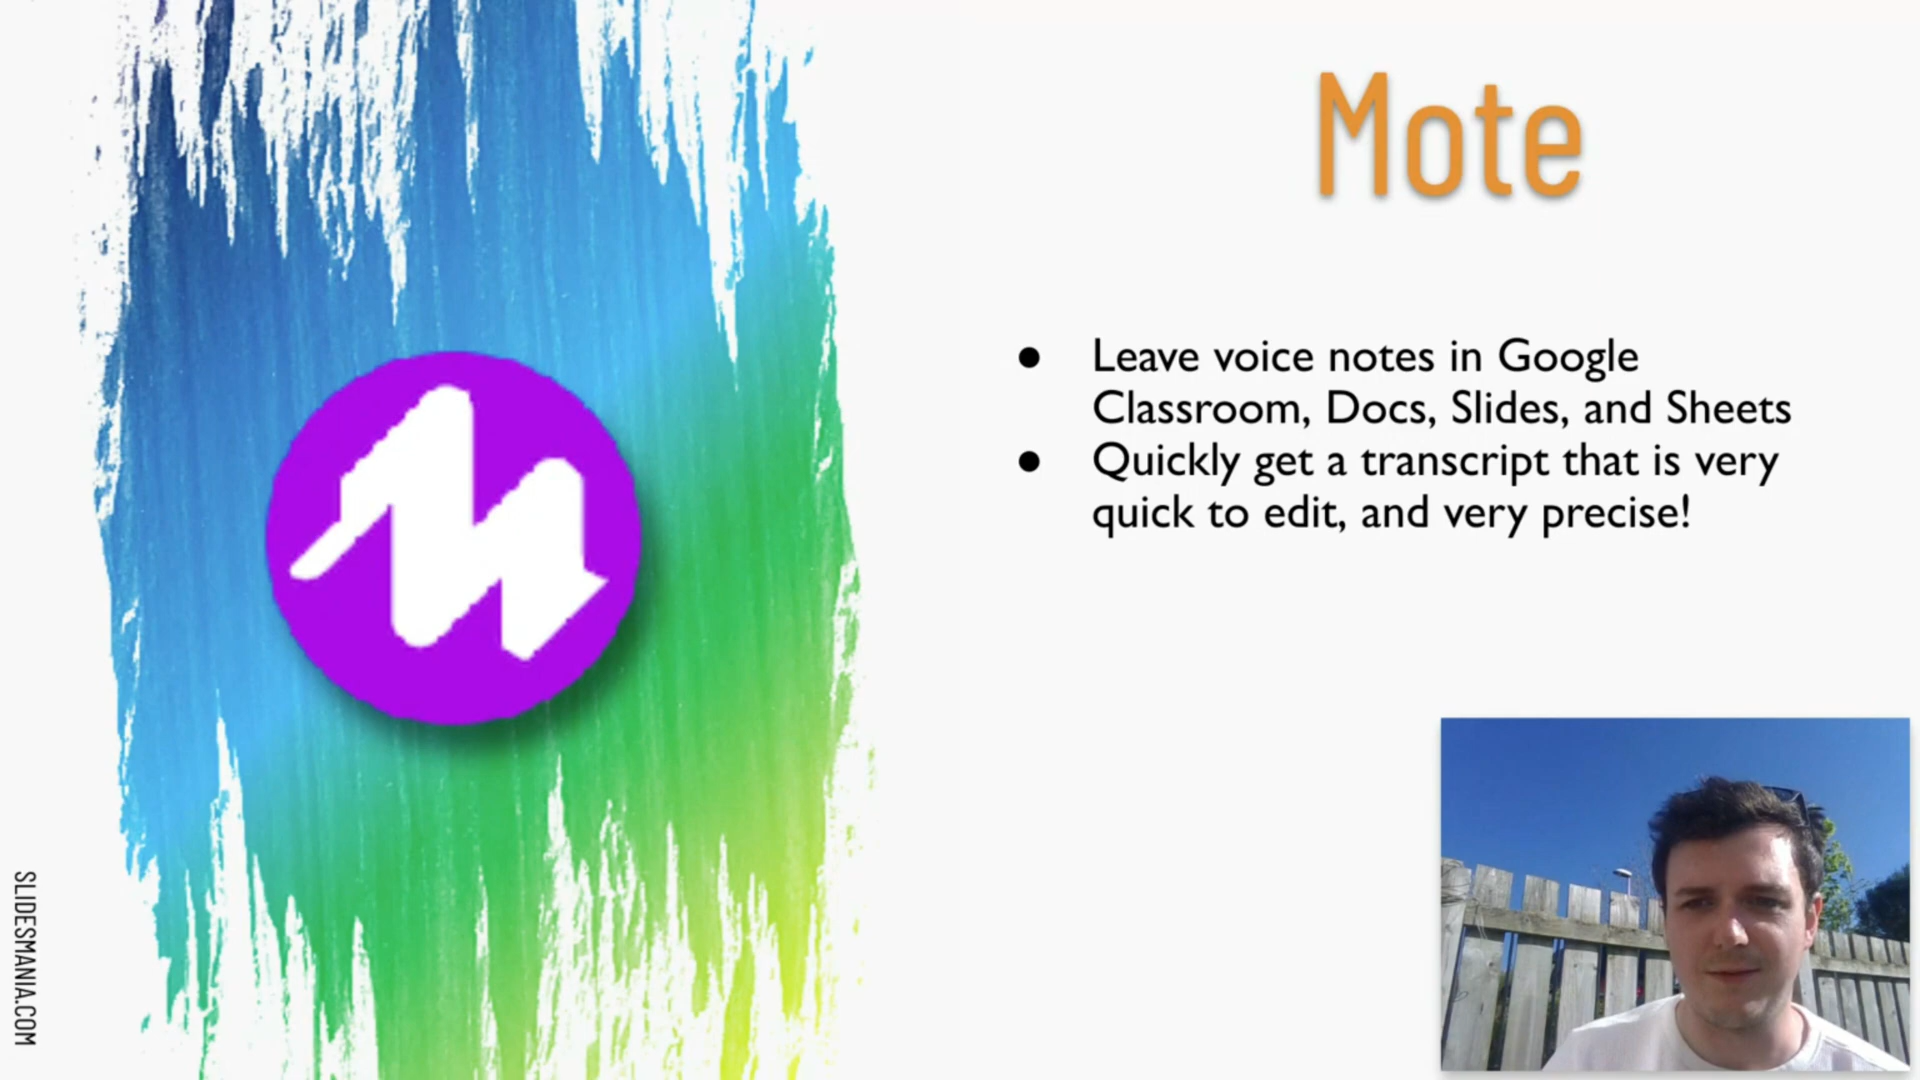 Mote
● Leave voice notes in Google
Classroom, Docs, Slides, and Sheets
● Quickly get a transcript that is very
quick to edit, and very precise!
SLIDESMANIA.COM